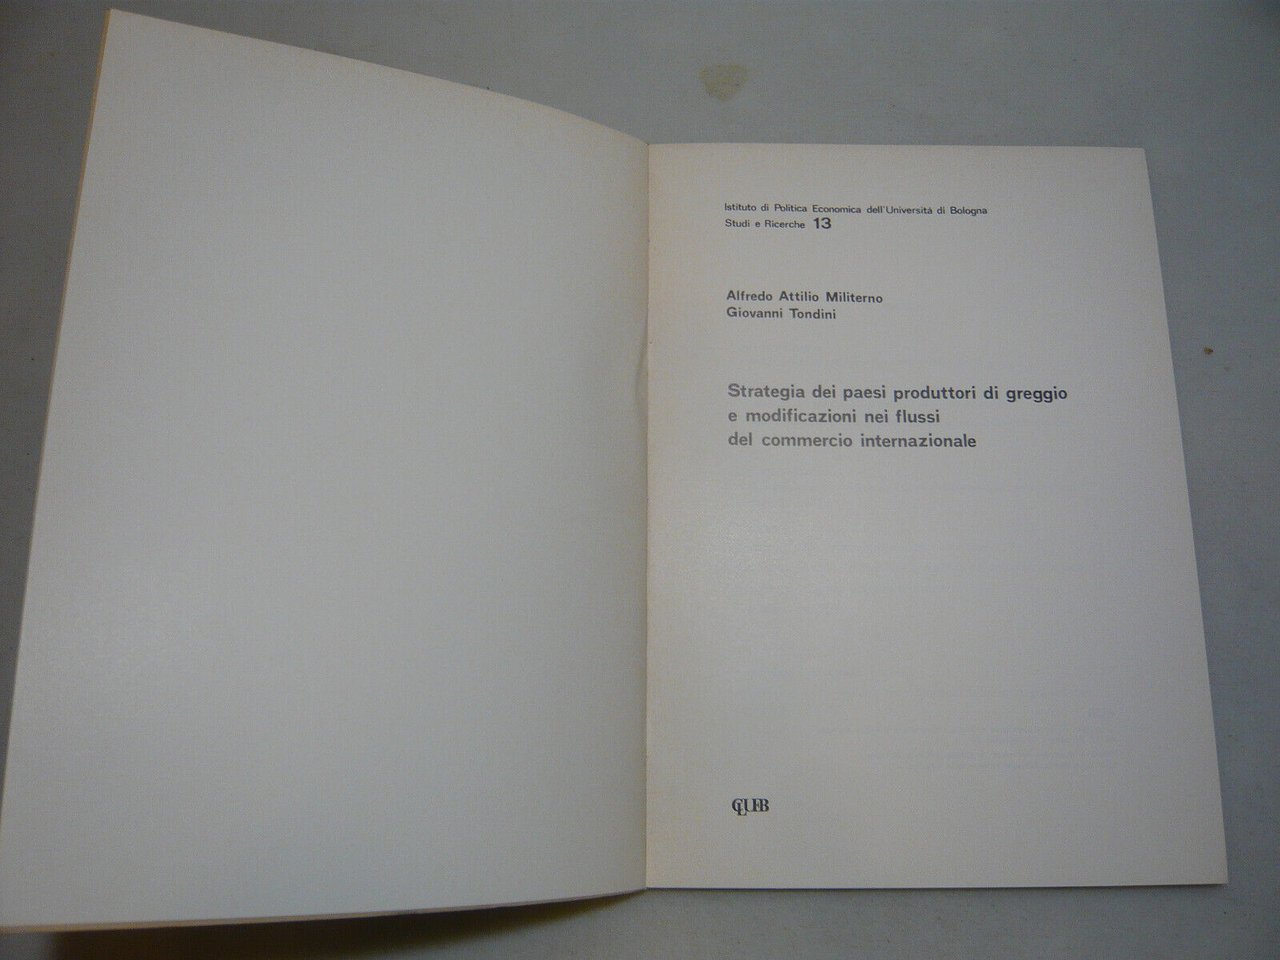 Istituto di Politica Economica dell'Università di Bologna
Studi e Ricerche 13
Alfredo Attilio Militerno
Giovanni Tondini
Strategia dei paesi produttori di greggio
e modificazioni nei flussi
del commercio internazionale
CLUEB